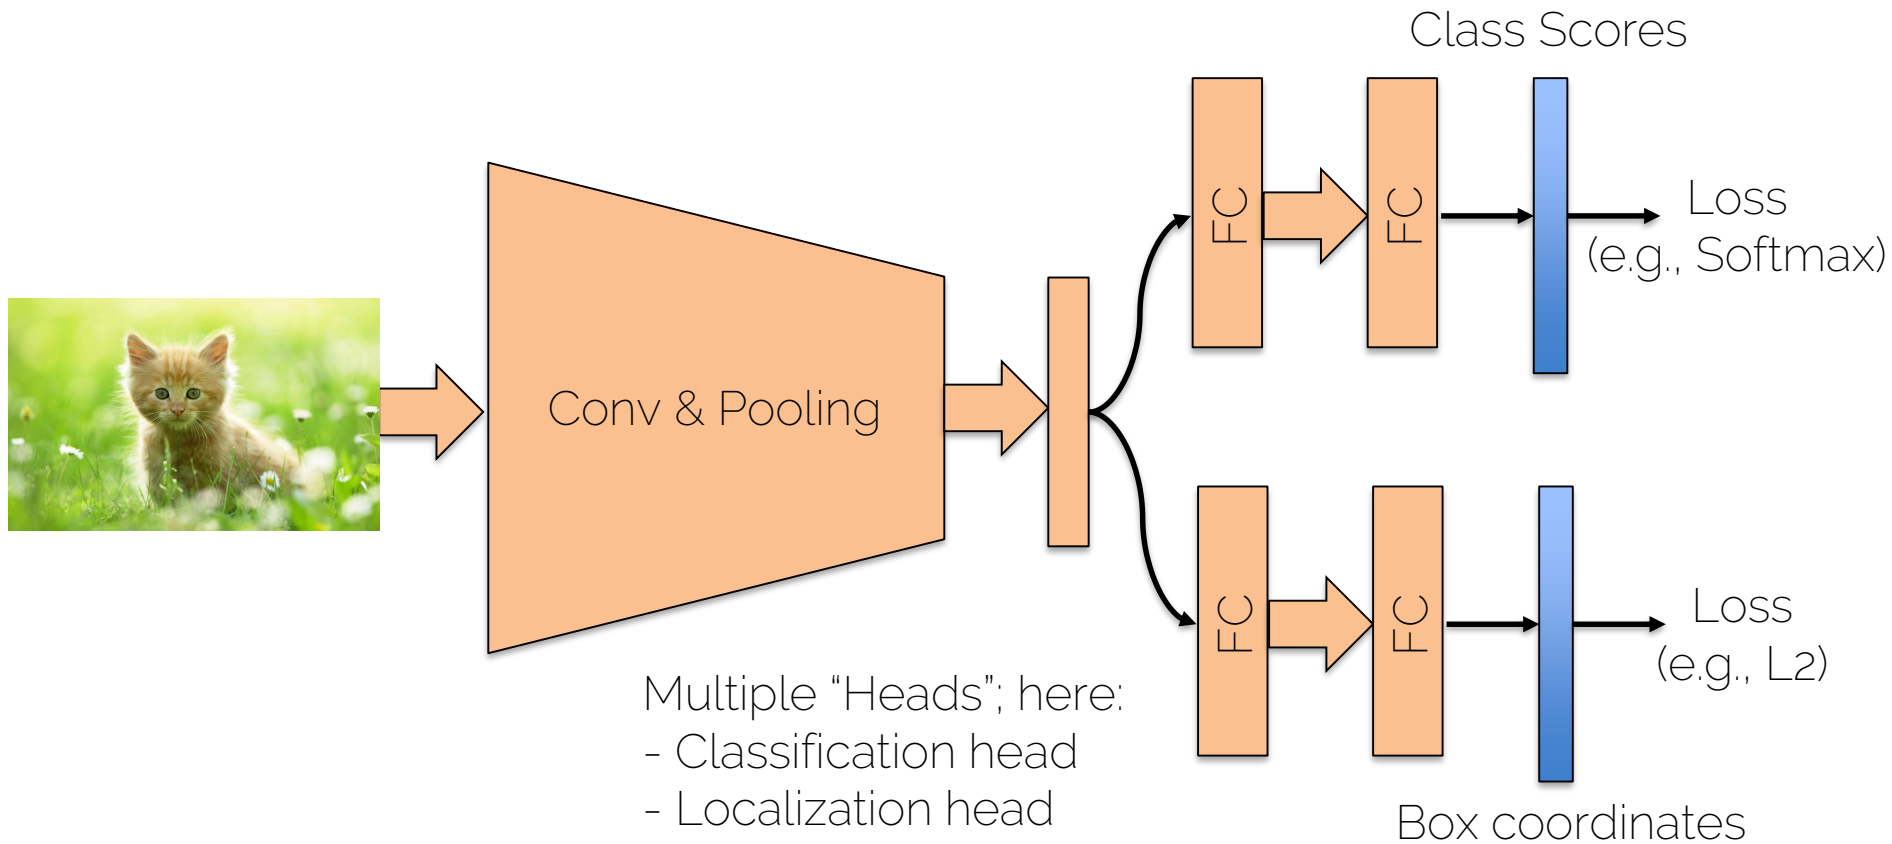 Class Scores
FC
FC
Loss
(e.g., Softmax)
Conv & Pooling
FC
FC
Loss
(e.g., L2)
Multiple “Heads”; here:
- Classification head
- Localization head
Box coordinates